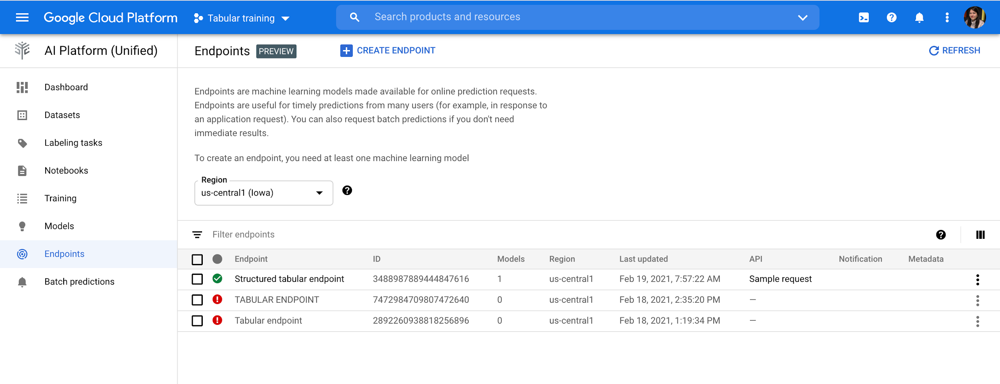 Google Cloud Platform
Tabular training
Search products and resources
AI Platform (Unified)
Endpoints PREVIEW
CREATE ENDPOINT
REFRESH
Dashboard
Datasets
Labeling tasks
Notebooks
Training
Models
Endpoints
Batch predictions
Endpoints are machine learning models made available for online prediction requests.
Endpoints are useful for timely predictions from many users (for example, in response to
an application request). You can also request batch predictions if you don't need
immediate results.
To create an endpoint, you need at least one machine learning model
Region
us-central1 (Iowa)
Filter endpoints
Endpoint ID Models Region Last updated API Notification Metadata
Structured tabular endpoint 3488987889444847616 1 us-central1 Feb 19, 2021, 7:57:22 AM Sample request
TABULAR ENDPOINT 7472984709807472640 0 us-central1 Feb 18, 2021, 2:35:20 PM —
Tabular endpoint 2892260938818256896 0 us-central1 Feb 18, 2021, 1:19:34 PM —